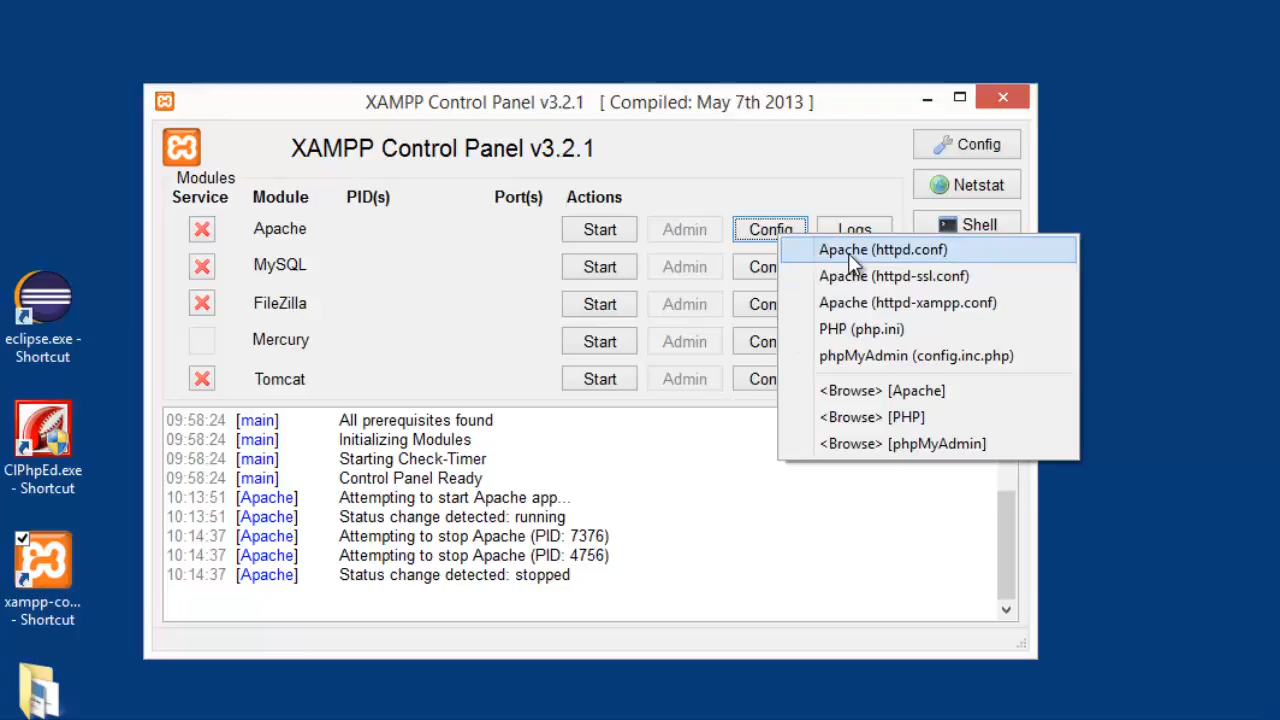 XAMPP Control Panel v3.2.1 [ Compiled: May 7th 2013 ]
XAMPP Control Panel v3.2.1
Config
Modules
Service Module PID(s) Port(s) Actions
Netstat
Apache Start Admin Config Logs
Shell
MySQL Start Admin Con
FileZilla Start Admin Con
Mercury Start Admin Con
Tomcat Start Admin Con
Apache (httpd.conf)
Apache (httpd-ssl.conf)
Apache (httpd-xampp.conf)
PHP (php.ini)
phpMyAdmin (config.inc.php)
<Browse> [Apache]
<Browse> [PHP]
<Browse> [phpMyAdmin]
09:58:24 [main] All prerequisites found
09:58:24 [main] Initializing Modules
09:58:24 [main] Starting Check-Timer
09:58:24 [main] Control Panel Ready
10:13:51 [Apache] Attempting to start Apache app...
10:13:51 [Apache] Status change detected: running
10:14:37 [Apache] Attempting to stop Apache (PID: 7376)
10:14:37 [Apache] Attempting to stop Apache (PID: 4756)
10:14:37 [Apache] Status change detected: stopped
eclipse.exe -
Shortcut
ClPhpEd.exe
- Shortcut
xampp-co...
- Shortcut